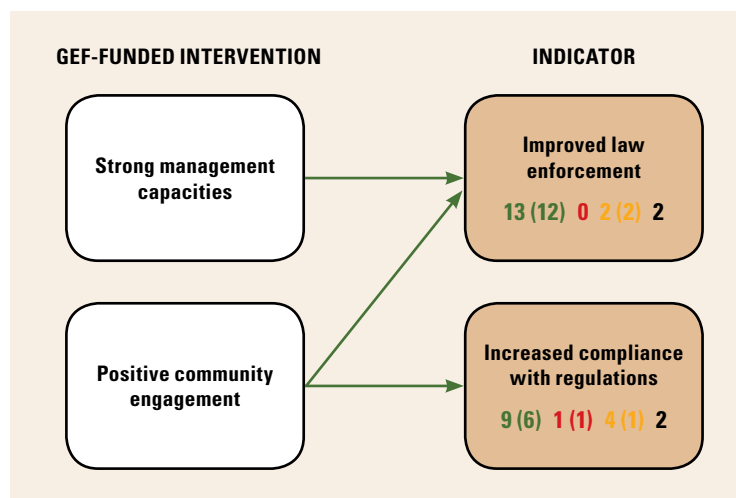 GEF-FUNDED INTERVENTION
INDICATOR
Strong management
capacities
Improved law
enforcement
13 (12) 0 2 (2) 2
Positive community
engagement
Increased compliance
with regulations
9 (6) 1 (1) 4 (1) 2